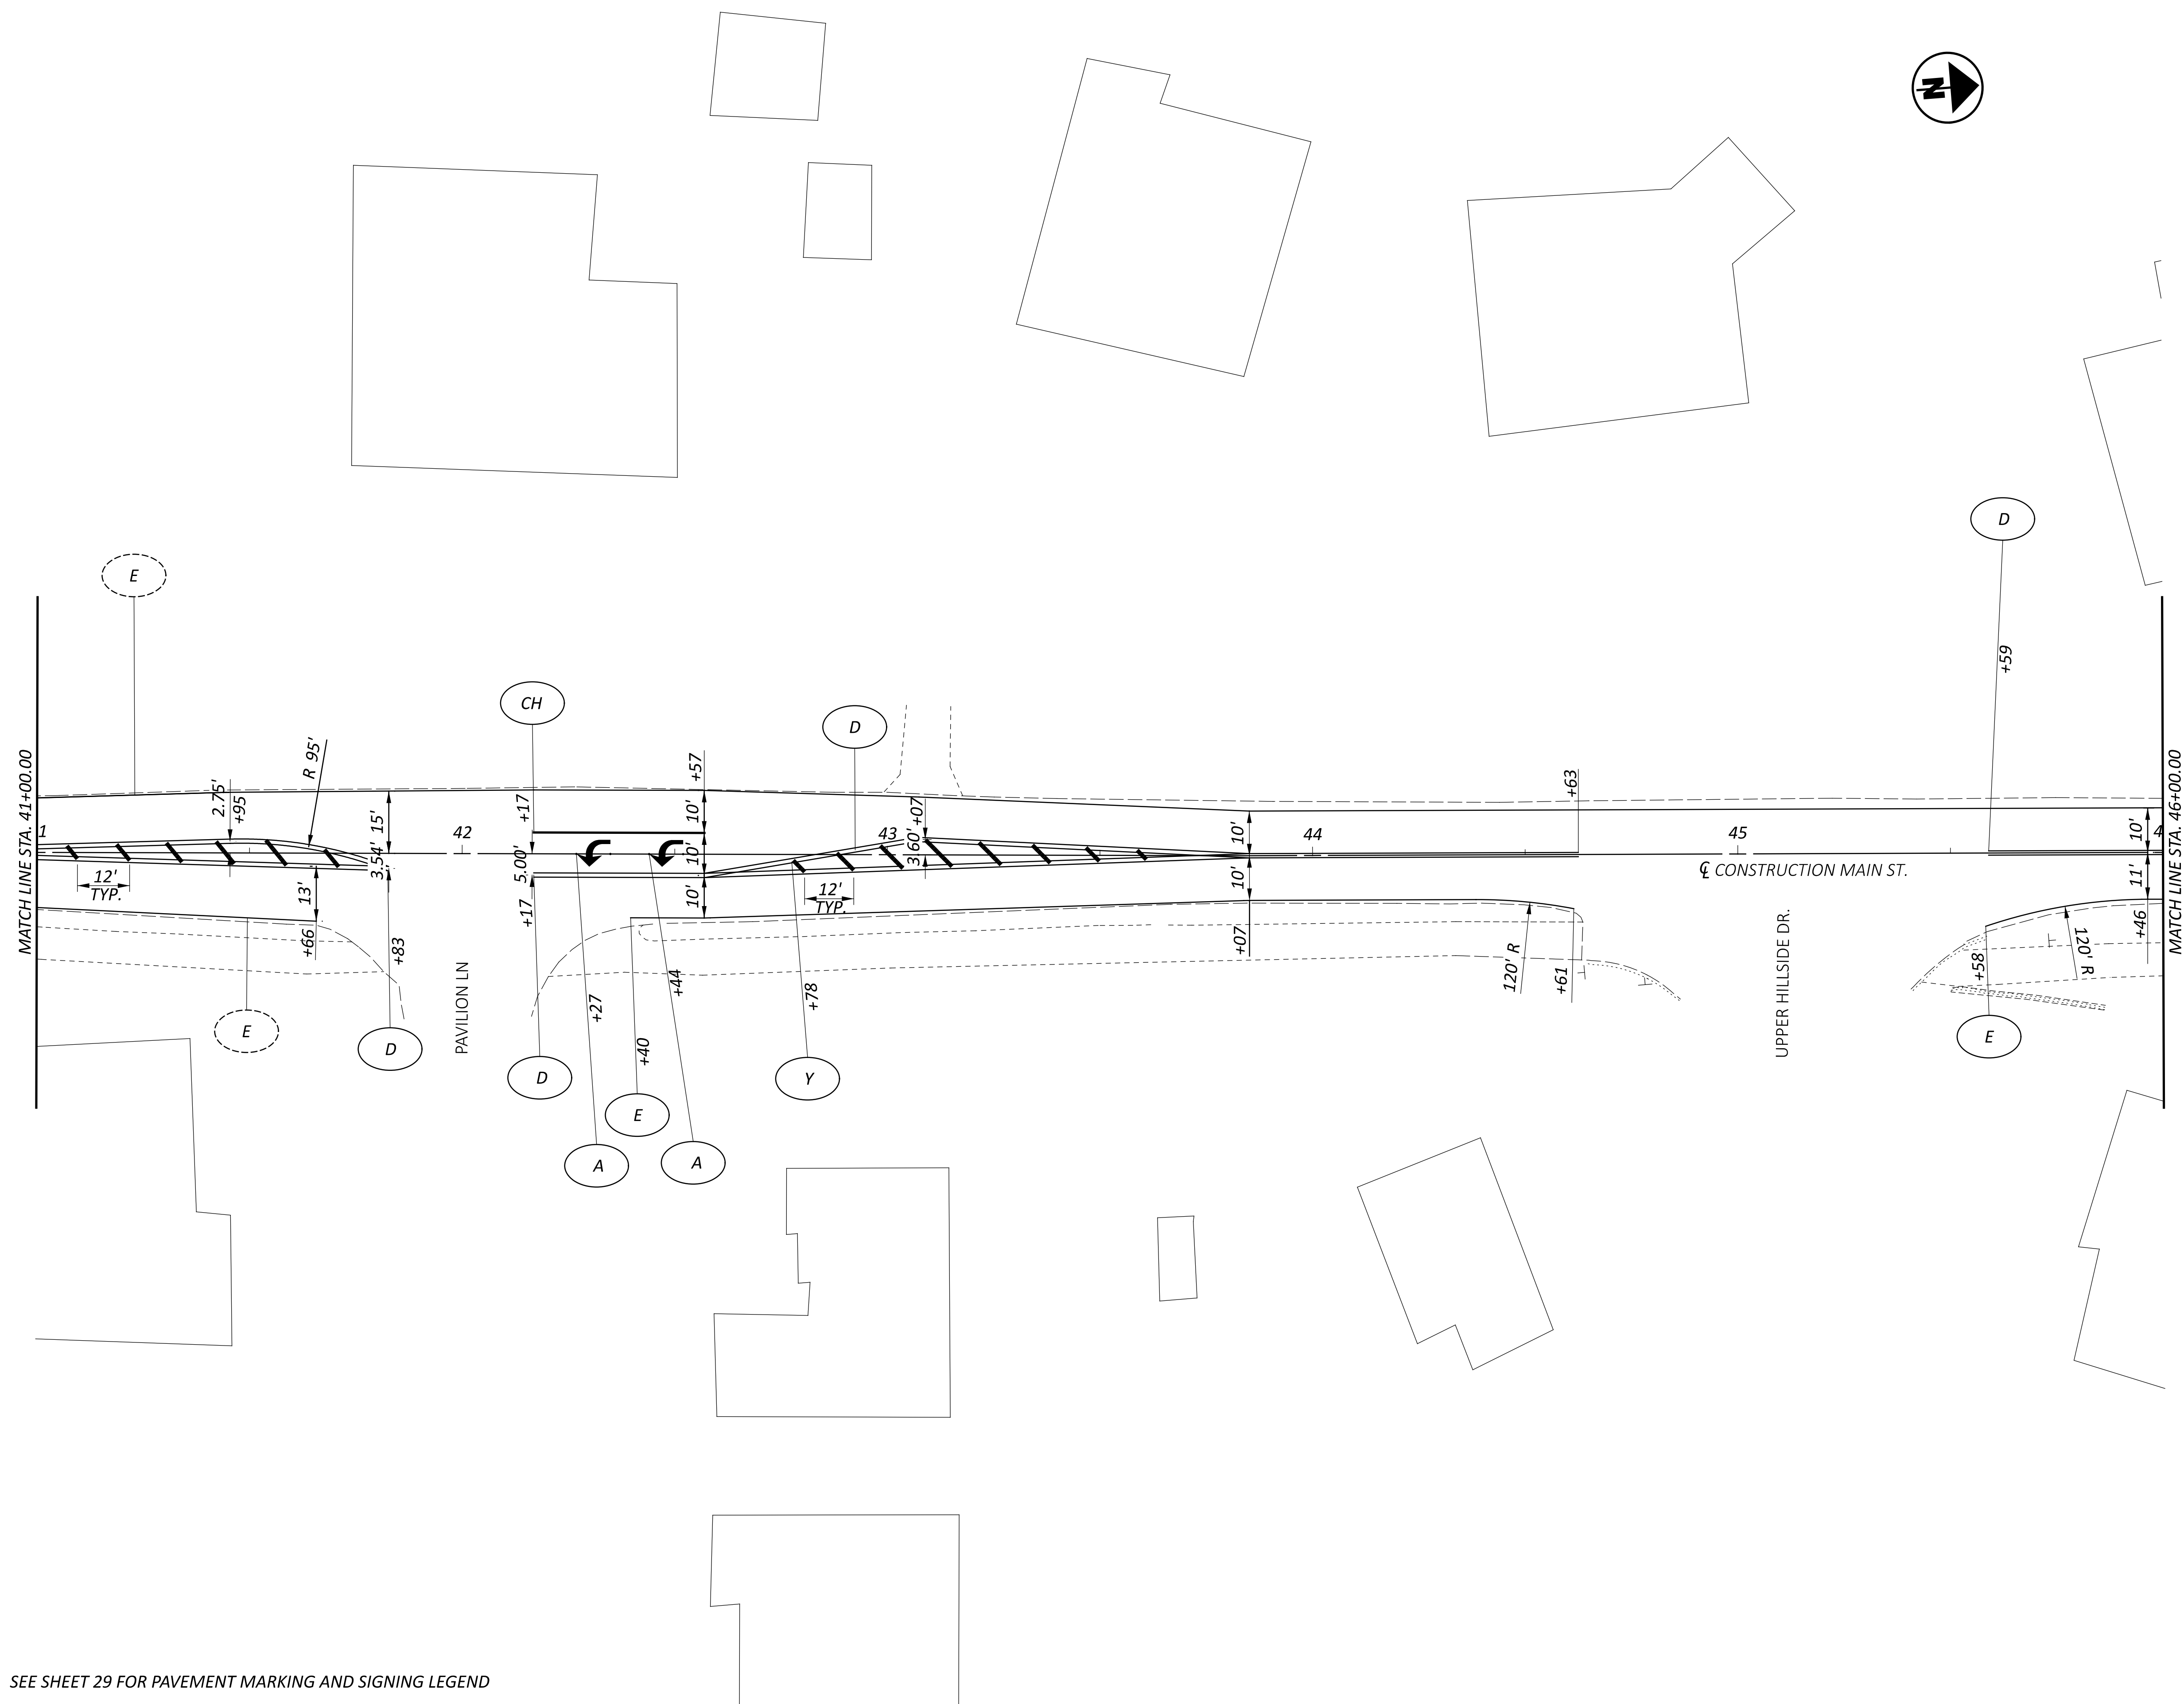 N
D
E
+59
CH
D
+57
+17
10'
R 95'
2.75'
+95
15'
+07
3.60'
+63
MATCH LINE STA. 41+00.00
1
42
43
10'
44
45
10'
4
MATCH LINE STA. 46+00.00
12'
TYP.
3.54'
5.00'
10'
℄ CONSTRUCTION MAIN ST.
13'
+66
+83
+17
10'
12'
TYP.
10'
11'
+07
+46
PAVILION LN
+27
+44
+40
+78
120' R
+61
UPPER HILLSIDE DR.
+58
120' R
E
D
D
Y
E
E
A
A
SEE SHEET 29 FOR PAVEMENT MARKING AND SIGNING LEGEND